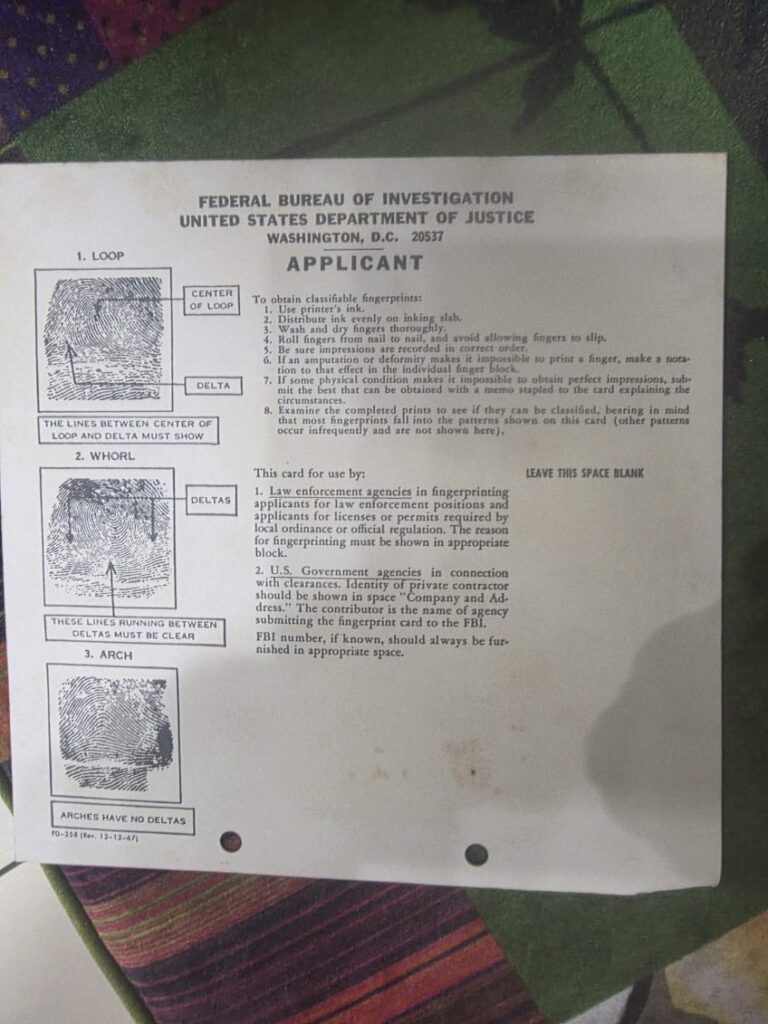 FEDERAL BUREAU OF INVESTIGATION
UNITED STATES DEPARTMENT OF JUSTICE
WASHINGTON, D.C. 20537
APPLICANT
1. LOOP
CENTER
OF LOOP
DELTA
THE LINES BETWEEN CENTER OF
LOOP AND DELTA MUST SHOW
2. WHORL
DELTAS
THESE LINES RUNNING BETWEEN
DELTAS MUST BE CLEAR
3. ARCH
ARCHES HAVE NO DELTAS
FD-258 (Rev. 12-12-67)
To obtain classifiable fingerprints:
1. Use printer's ink.
2. Distribute ink evenly on inking slab.
3. Wash and dry fingers thoroughly.
4. Roll fingers from nail to nail, and avoid allowing fingers to slip.
5. Be sure impressions are recorded in correct order.
6. If an amputation or deformity makes it impossible to print a finger, make a nota-
tion to that effect in the individual finger block.
7. If some physical condition makes it impossible to obtain perfect impressions, sub-
mit the best that can be obtained with a memo stapled to the card explaining the
circumstances.
8. Examine the completed prints to see if they can be classified, bearing in mind
that most fingerprints fall into the patterns shown on this card (other patterns
occur infrequently and are not shown here).
This card for use by:
1. Law enforcement agencies in fingerprinting
applicants for law enforcement positions and
applicants for licenses or permits required by
local ordinance or official regulation. The reason
for fingerprinting must be shown in appropriate
block.
2. U.S. Government agencies in connection
with clearances. Identity of private contractor
should be shown in space "Company and Ad-
dress." The contributor is the name of agency
submitting the fingerprint card to the FBI.
FBI number, if known, should always be fur-
nished in appropriate space.
LEAVE THIS SPACE BLANK